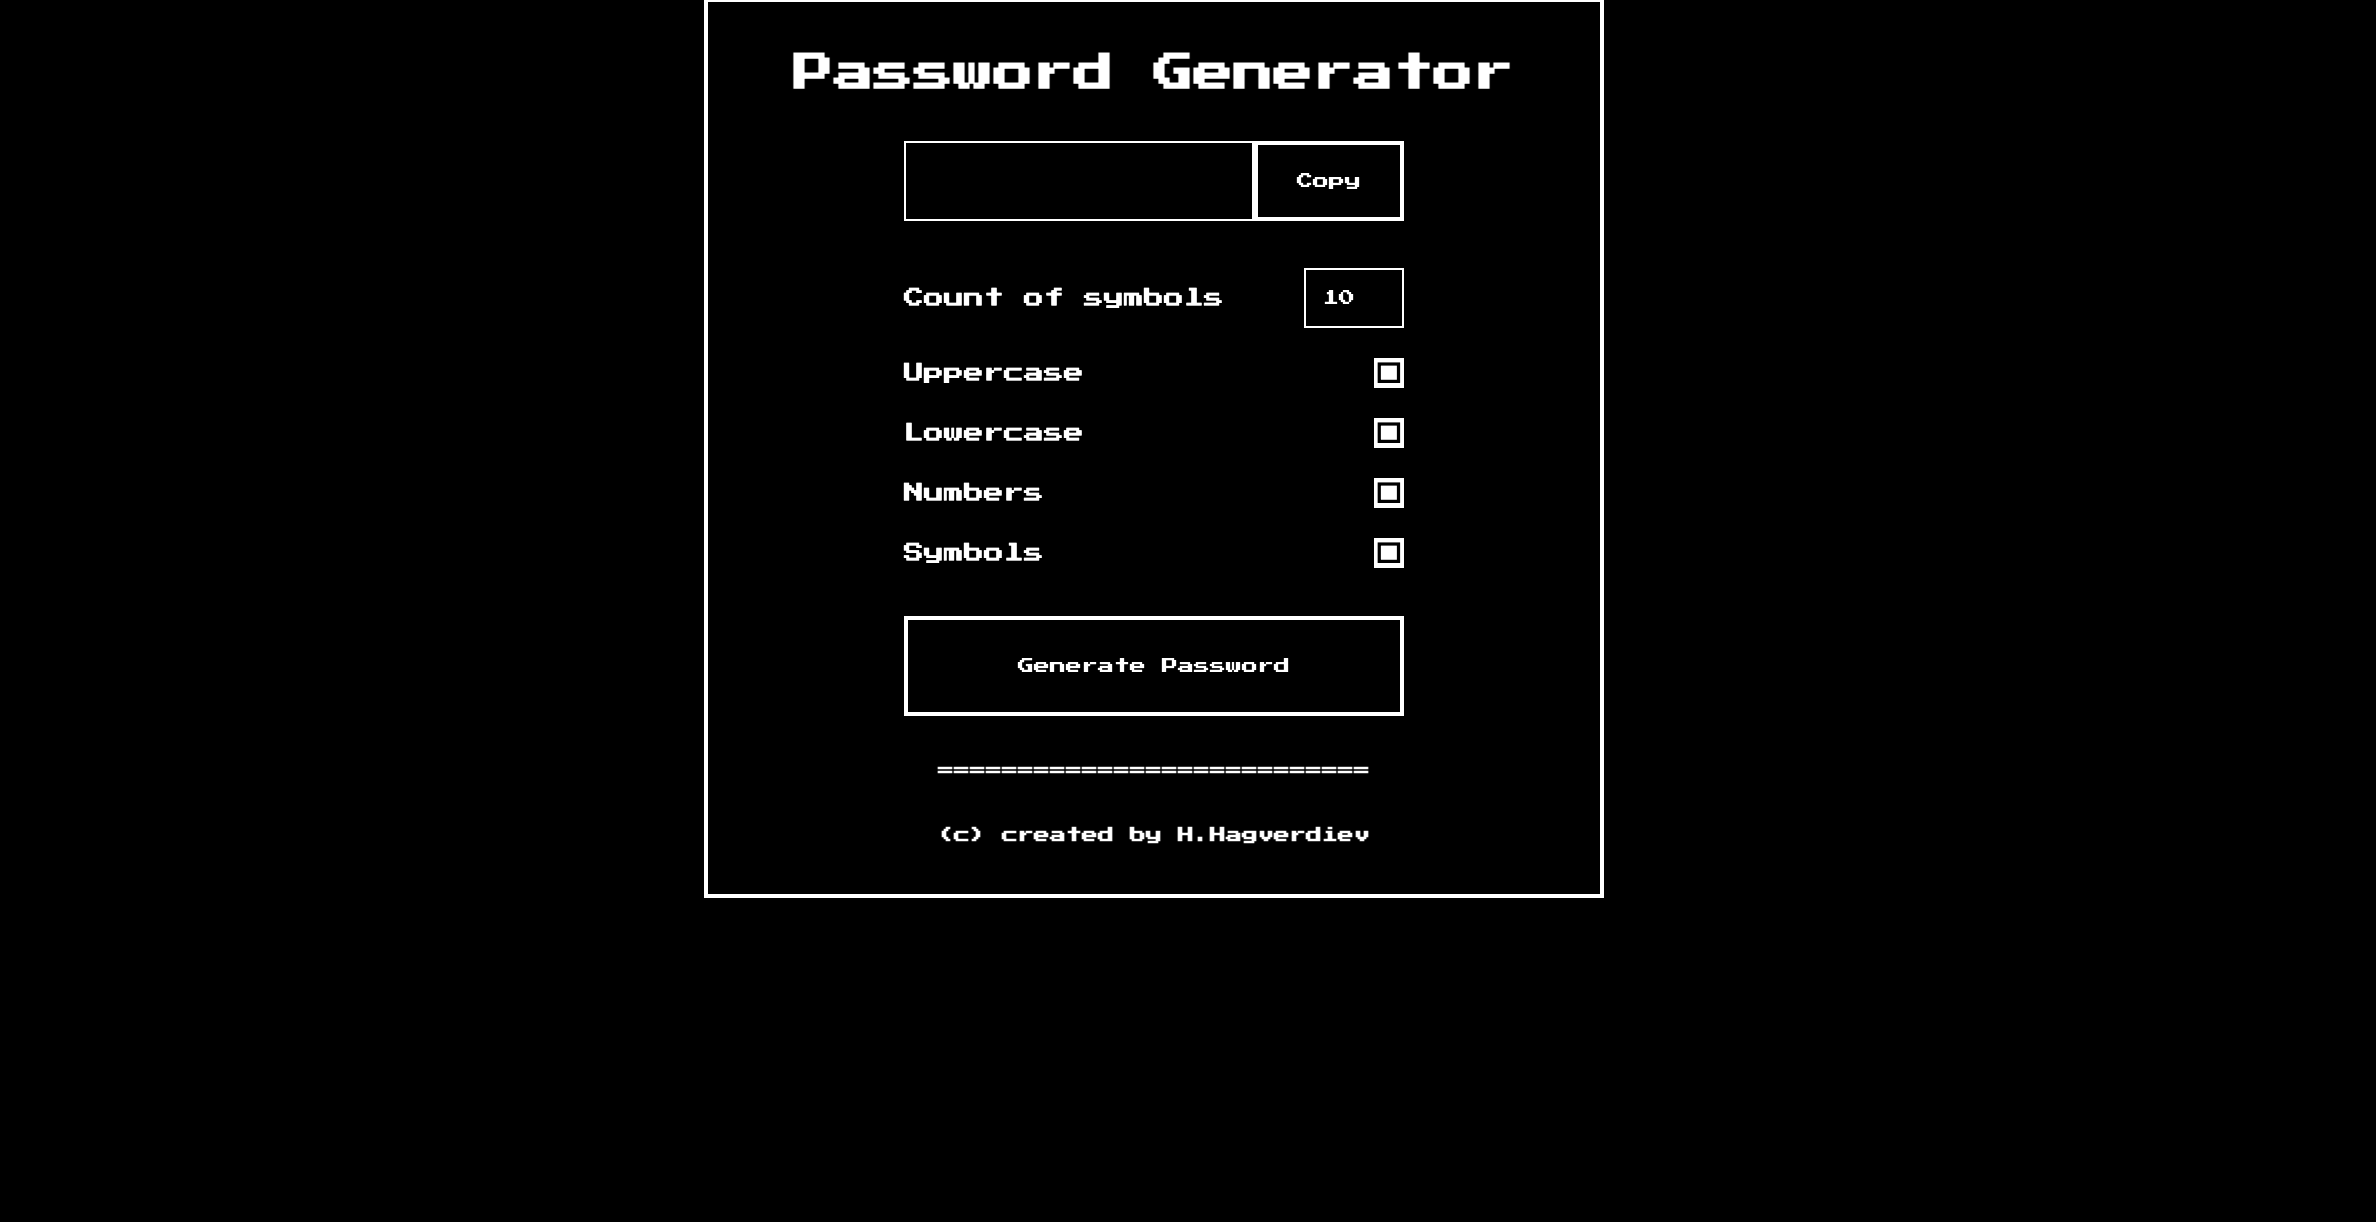 Password Generator
Copy
Count of symbols 10
Uppercase
Lowercase
Numbers
Symbols
Generate Password
===========================
(c) created by H.Hagverdiev